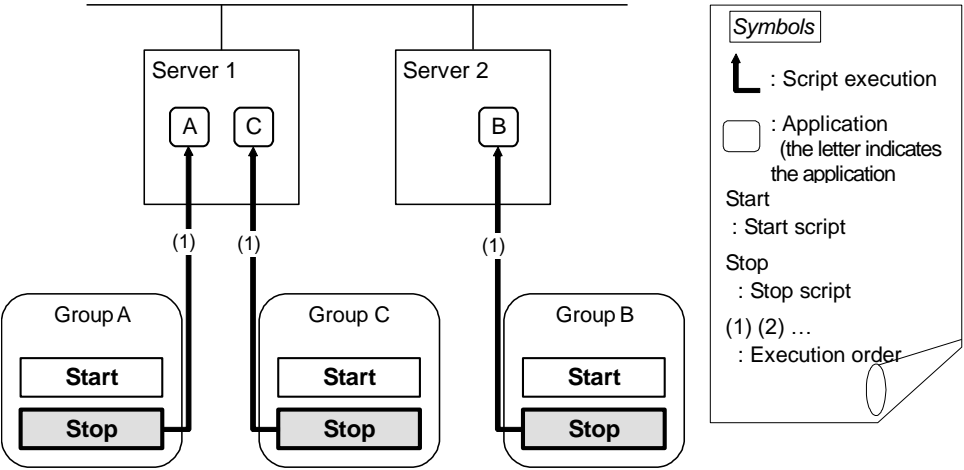 Server 1
Server 2
A
C
B
(1)
(1)
(1)
Group A
Start
Stop
Group C
Start
Stop
Group B
Start
Stop
Symbols
: Script execution
: Application
(the letter indicates
the application
Start
: Start script
Stop
: Stop script
(1) (2) …
: Execution order